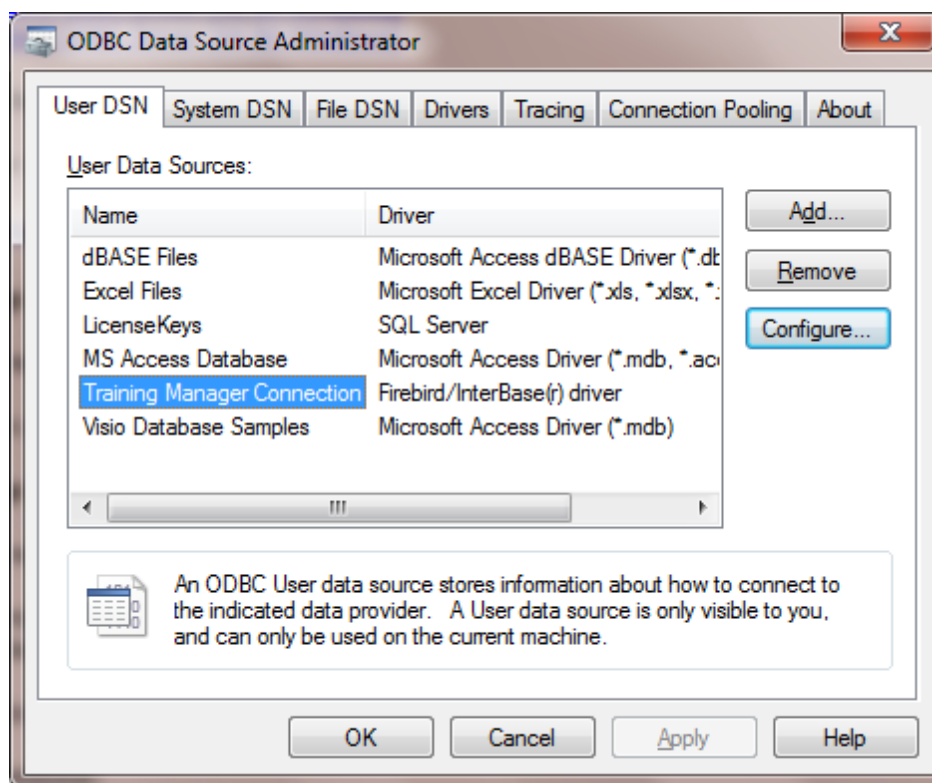 ODBC Data Source Administrator
User DSN System DSN File DSN Drivers Tracing Connection Pooling About
User Data Sources:
Name Driver
dBASE Files Microsoft Access dBASE Driver (*.db
Excel Files Microsoft Excel Driver (*.xls, *.xlsx, *.
LicenseKeys SQL Server
MS Access Database Microsoft Access Driver (*.mdb, *.acc
Training Manager Connection Firebird/InterBase(r) driver
Visio Database Samples Microsoft Access Driver (*.mdb)
Add...
Remove
Configure...
An ODBC User data source stores information about how to connect to
the indicated data provider. A User data source is only visible to you,
and can only be used on the current machine.
OK Cancel Apply Help